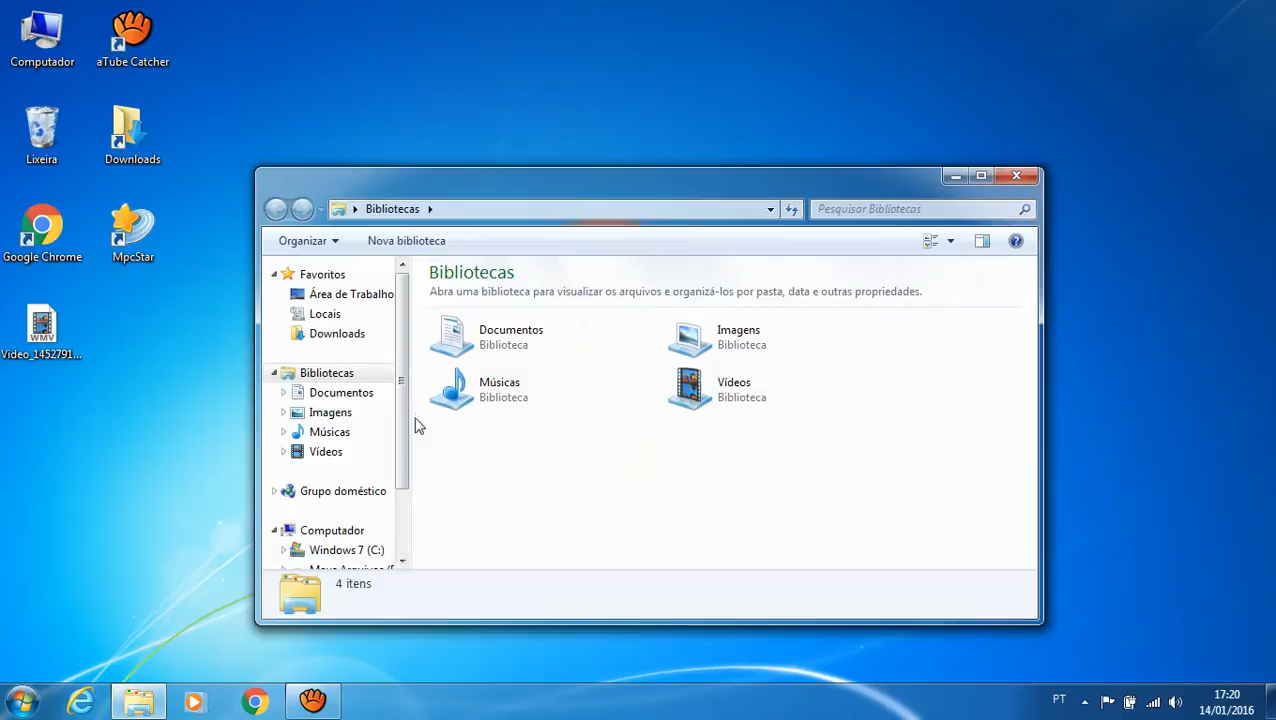 Computador
aTube Catcher
Lixeira
Downloads
Google Chrome
MpcStar
WMV
Video_1452791...
Bibliotecas
Pesquisar Bibliotecas
Organizar
Nova biblioteca
Favoritos
Área de Trabalho
Locais
Downloads
Bibliotecas
Documentos
Imagens
Músicas
Vídeos
Grupo doméstico
Computador
Windows 7 (C:)
Bibliotecas
Abra uma biblioteca para visualizar os arquivos e organizá-los por pasta, data e outras propriedades.
Documentos
Biblioteca
Imagens
Biblioteca
Músicas
Biblioteca
Vídeos
Biblioteca
4 itens
PT
17:20
14/01/2016